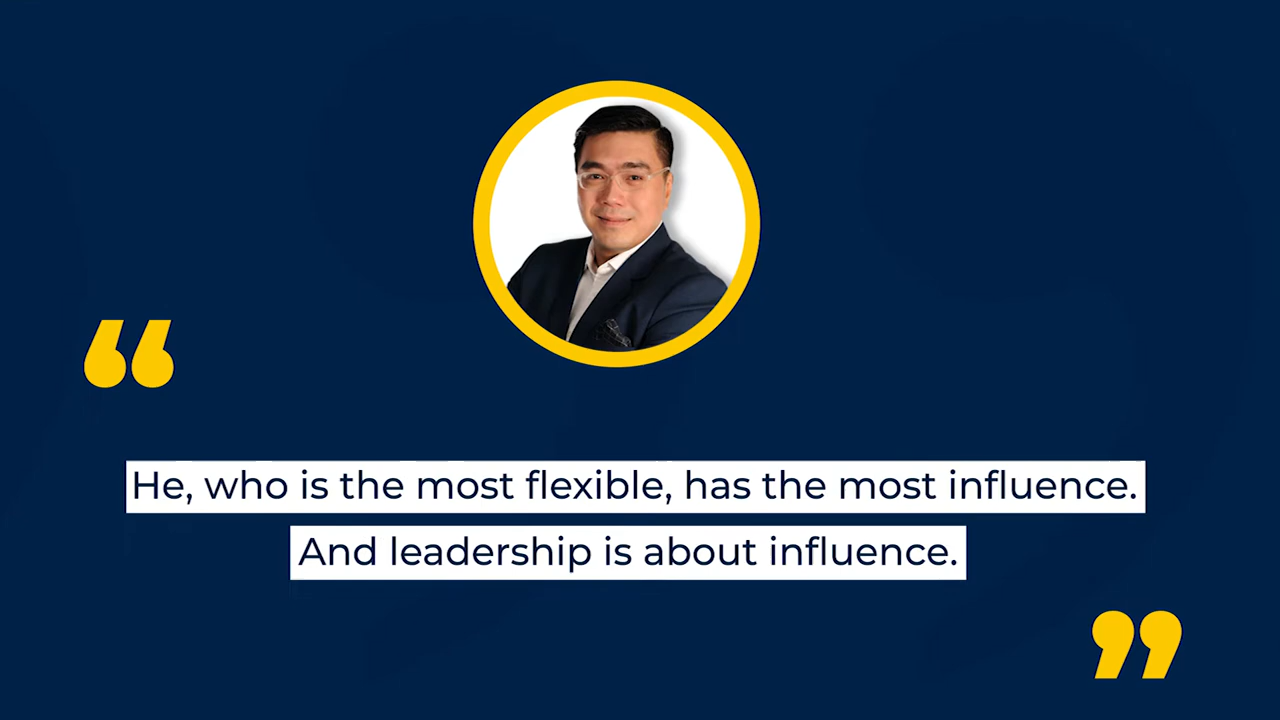 “
He, who is the most flexible, has the most influence.
And leadership is about influence.
”